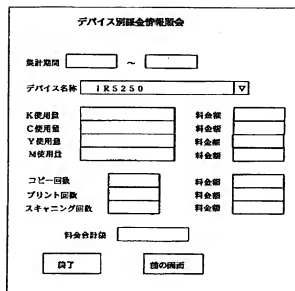 デバイス別課金情報照会
集計期間 ～
デバイス名称 iR5250 ▽
K使用量 料金額
C使用量 料金額
Y使用量 料金額
M使用量 料金額
コピー回数 料金額
プリント回数 料金額
スキャニング回数 料金額
料金合計額
終了 前の画面